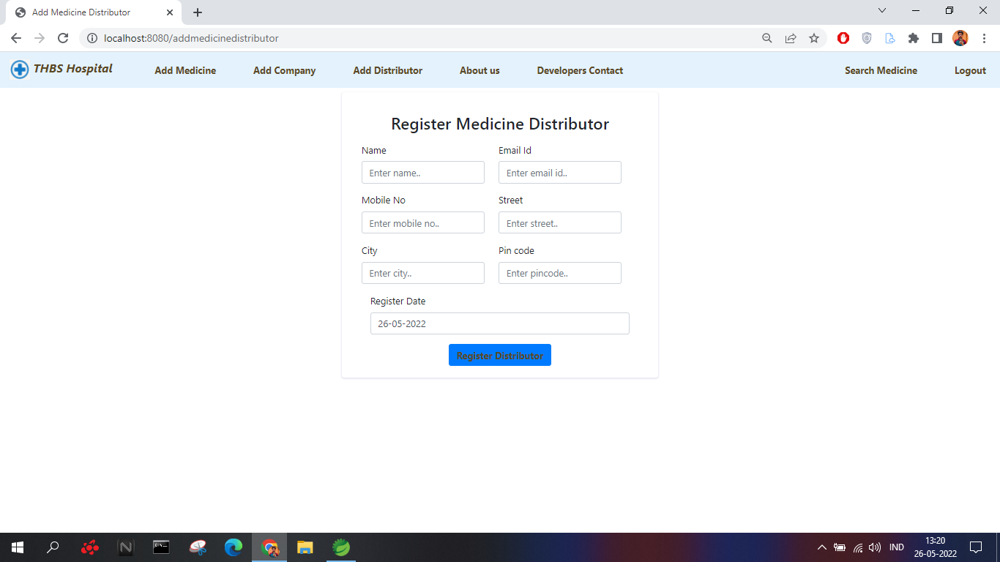 Add Medicine Distributor
localhost:8080/addmedicinedistributor
THBS Hospital Add Medicine Add Company Add Distributor About us Developers Contact Search Medicine Logout
Register Medicine Distributor
Name Email Id
Enter name.. Enter email id..
Mobile No Street
Enter mobile no.. Enter street..
City Pin code
Enter city.. Enter pincode..
Register Date
26-05-2022
Register Distributor
IND 13:20
26-05-2022